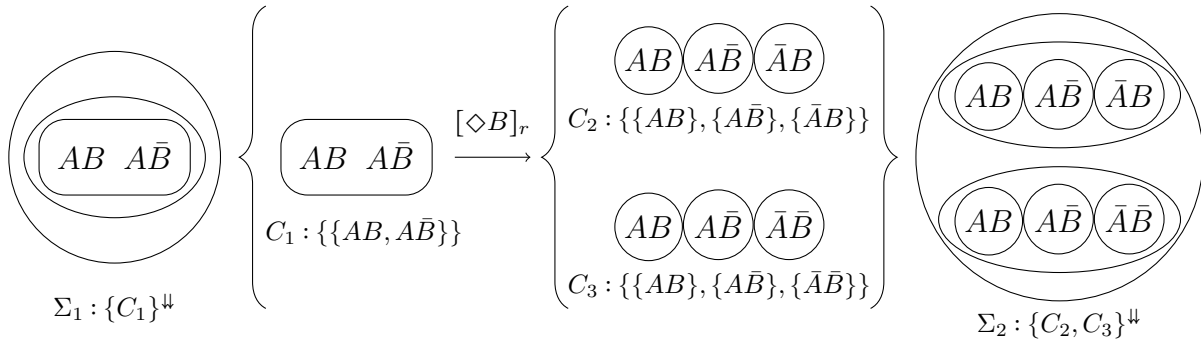 AB AB̄
Σ₁ : {C₁}^⇊
AB AB̄
C₁ : {{AB, AB̄}}
[◇B]ᵣ
AB AB̄ ĀB
C₂ : {{AB}, {AB̄}, {ĀB}}
AB AB̄ ĀB̄
C₃ : {{AB}, {AB̄}, {ĀB̄}}
AB AB̄ ĀB
AB AB̄ ĀB̄
Σ₂ : {C₂, C₃}^⇊